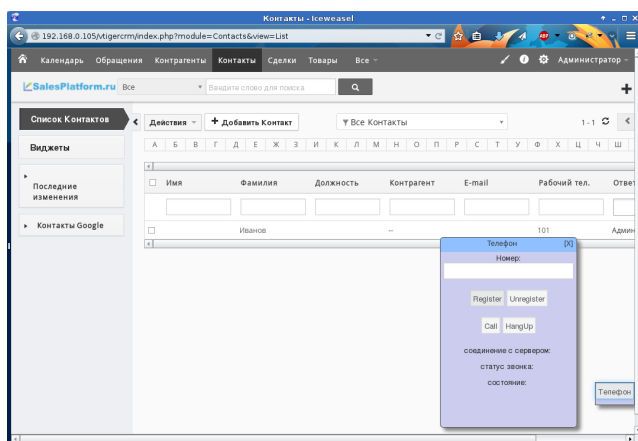 Контакты - Iceweasel
192.168.0.105/vtigercrm/index.php?module=Contacts&view=List
Календарь Обращения Контрагенты Контакты Сделки Товары Все Администратор
SalesPlatform.ru Все Введите слово для поиска
Список Контактов Действия + Добавить Контакт Все Контакты 1 - 1
Виджеты А Б В Г Д Е Ж З И К Л М Н О П Р С Т У Ф Х Ц Ч Ш
Последние изменения
Имя Фамилия Должность Контрагент E-mail Рабочий тел. Ответ
Контакты Google
Иванов -- 101 Админ
Телефон [X]
Номер:
Register Unregister
Call HangUp
соединение с сервером:
статус звонка:
состояние:
Телефон